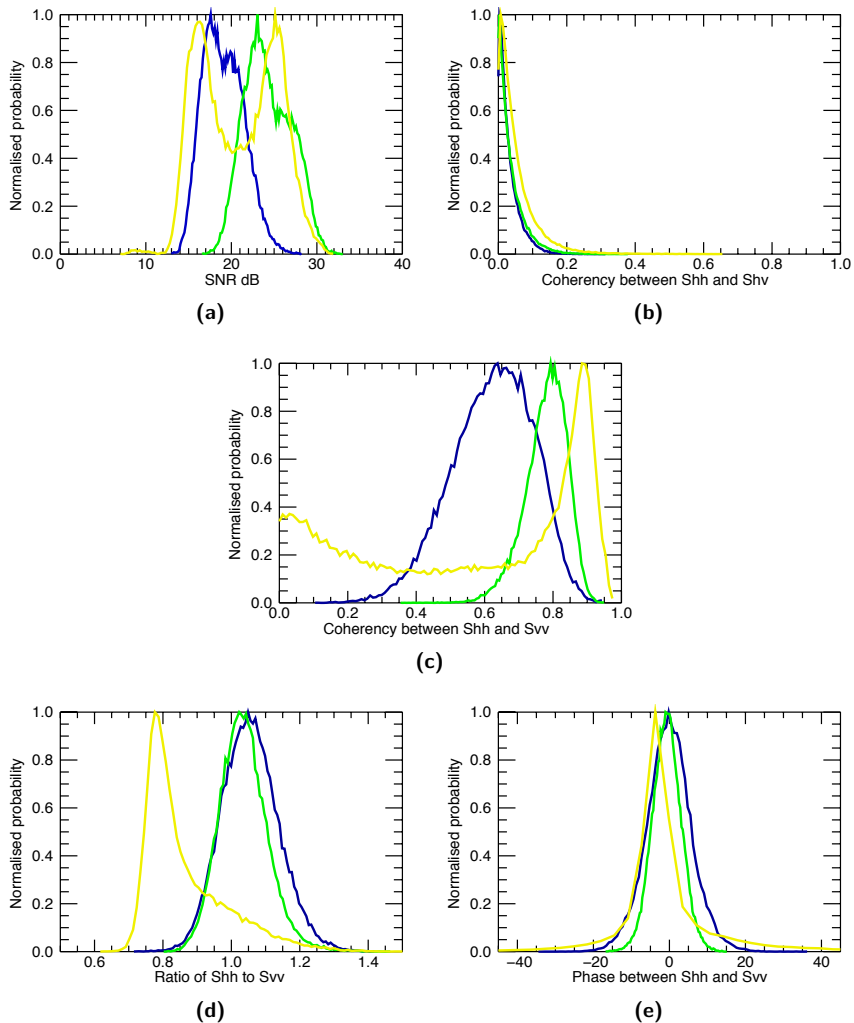 1.0 1.0
0.8 0.8
0.6 0.6
0.4 0.4
0.2 0.2
0.0 0.0
Normalised probability Normalised probability
0 10 20 30 40 0.0 0.2 0.4 0.6 0.8 1.0
SNR dB Coherency between Shh and Shv
(a) (b)
1.0
0.8
0.6
0.4
0.2
0.0
Normalised probability
0.0 0.2 0.4 0.6 0.8 1.0
Coherency between Shh and Svv
(c)
1.0 1.0
0.8 0.8
0.6 0.6
0.4 0.4
0.2 0.2
0.0 0.0
Normalised probability Normalised probability
0.6 0.8 1.0 1.2 1.4 −40 −20 0 20 40
Ratio of Shh to Svv Phase between Shh and Svv
(d) (e)